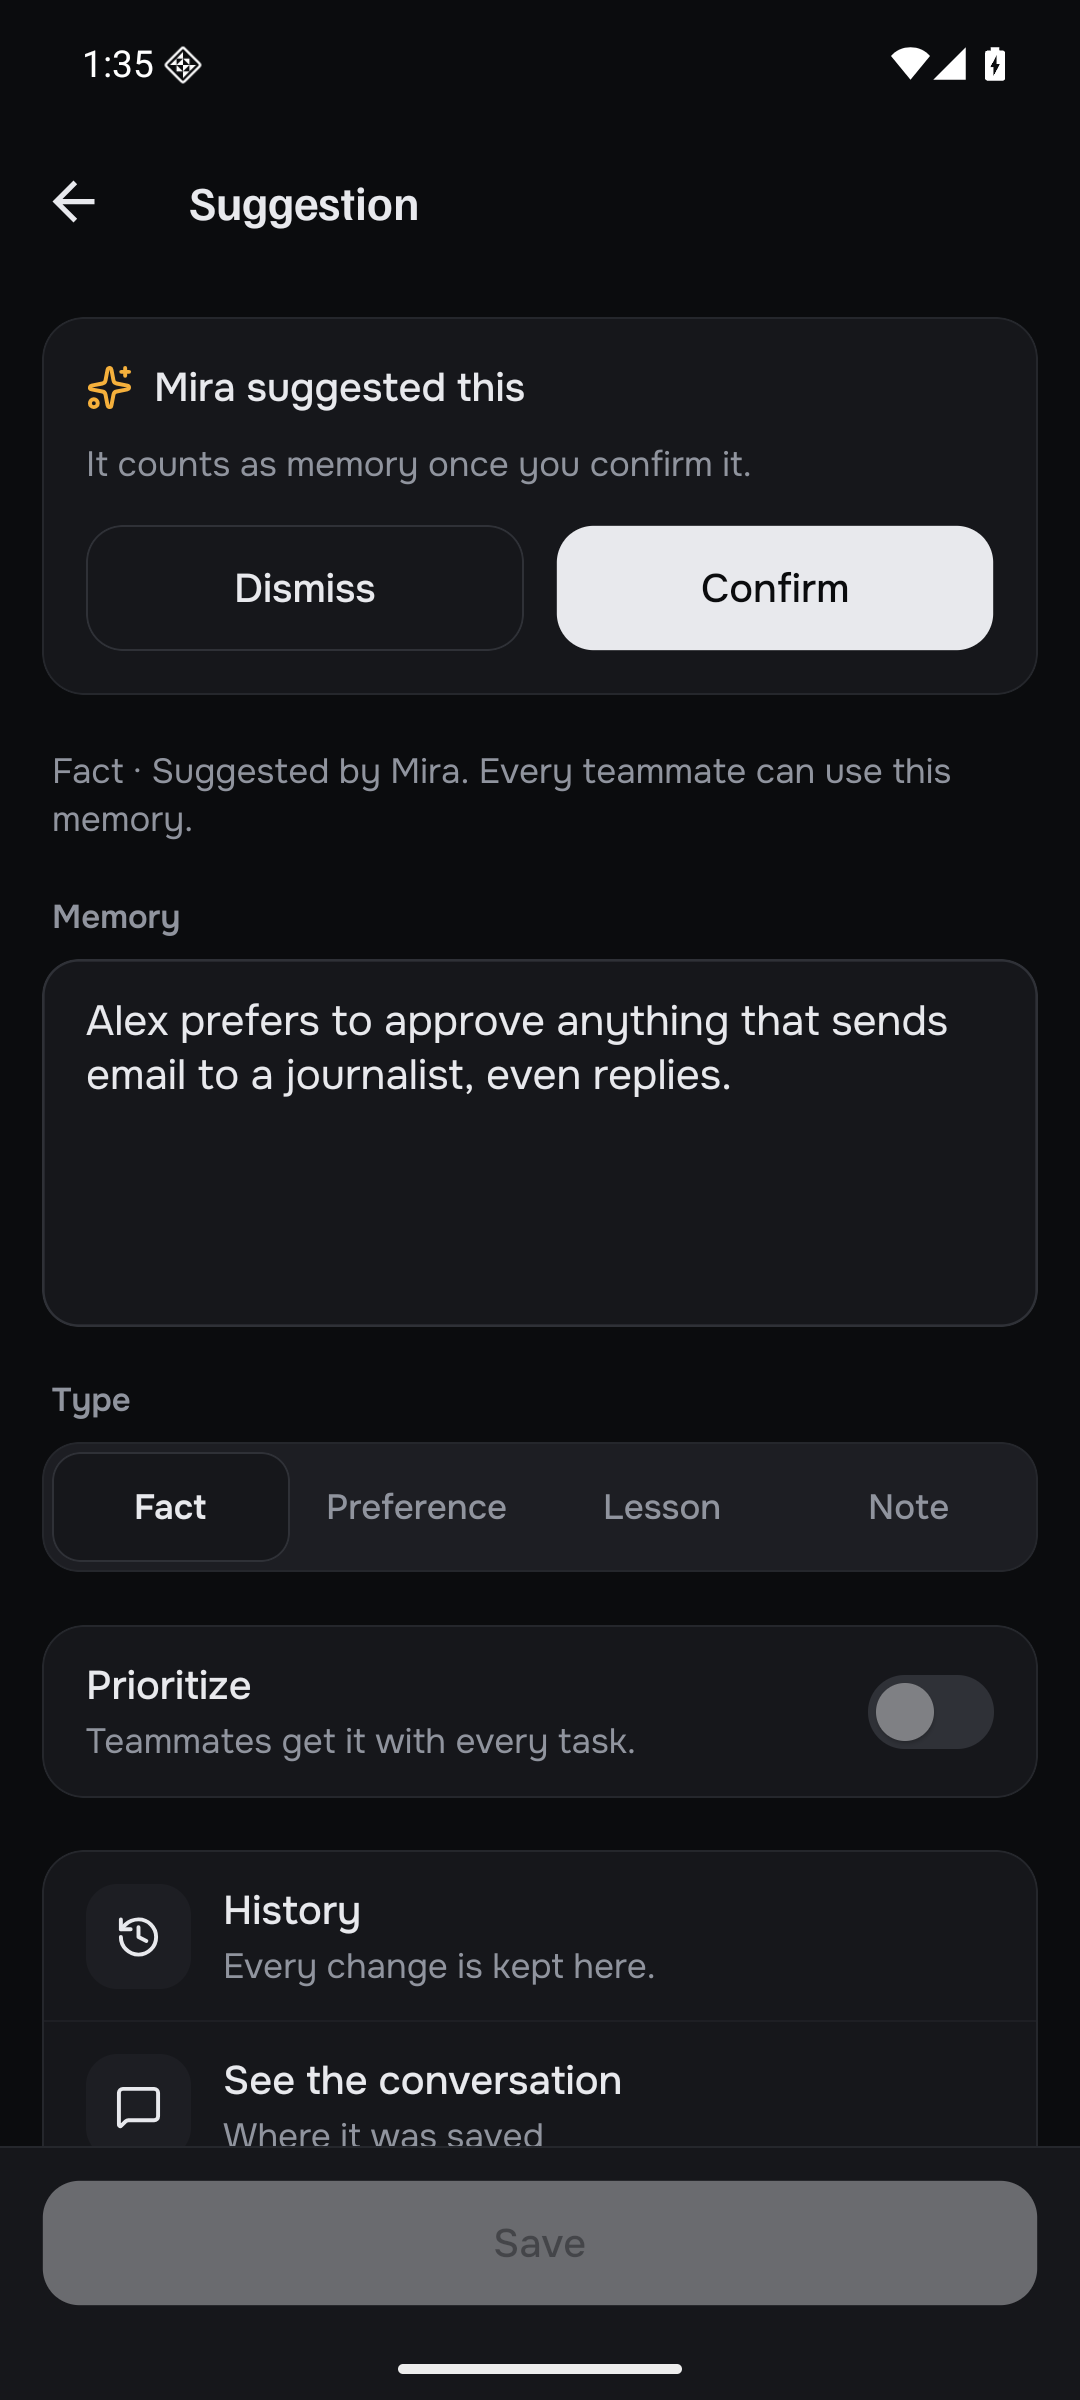 1:35
Suggestion
Mira suggested this
It counts as memory once you confirm it.
Dismiss
Confirm
Fact · Suggested by Mira. Every teammate can use this
memory.
Memory
Alex prefers to approve anything that sends
email to a journalist, even replies.
Type
Fact
Preference
Lesson
Note
Prioritize
Teammates get it with every task.
History
Every change is kept here.
See the conversation
Where it was saved
Save